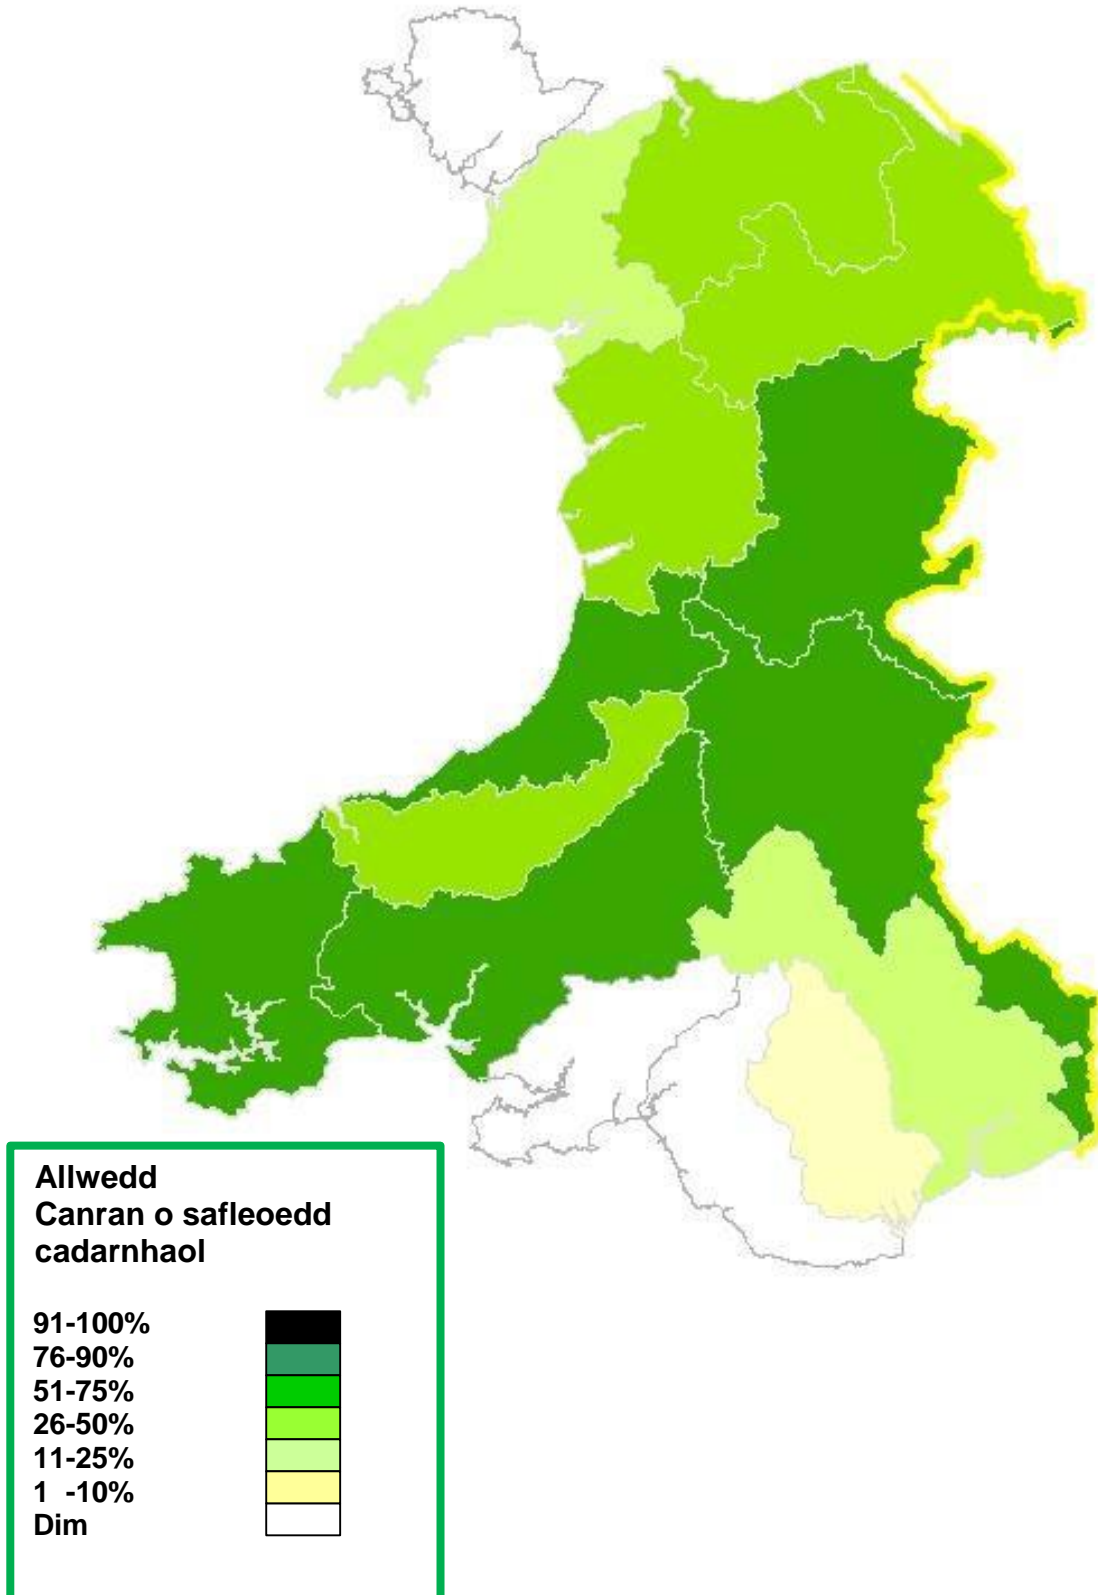 Allwedd
Canran o safleoedd
cadarnhaol
91-100%
76-90%
51-75%
26-50%
11-25%
1 -10%
Dim